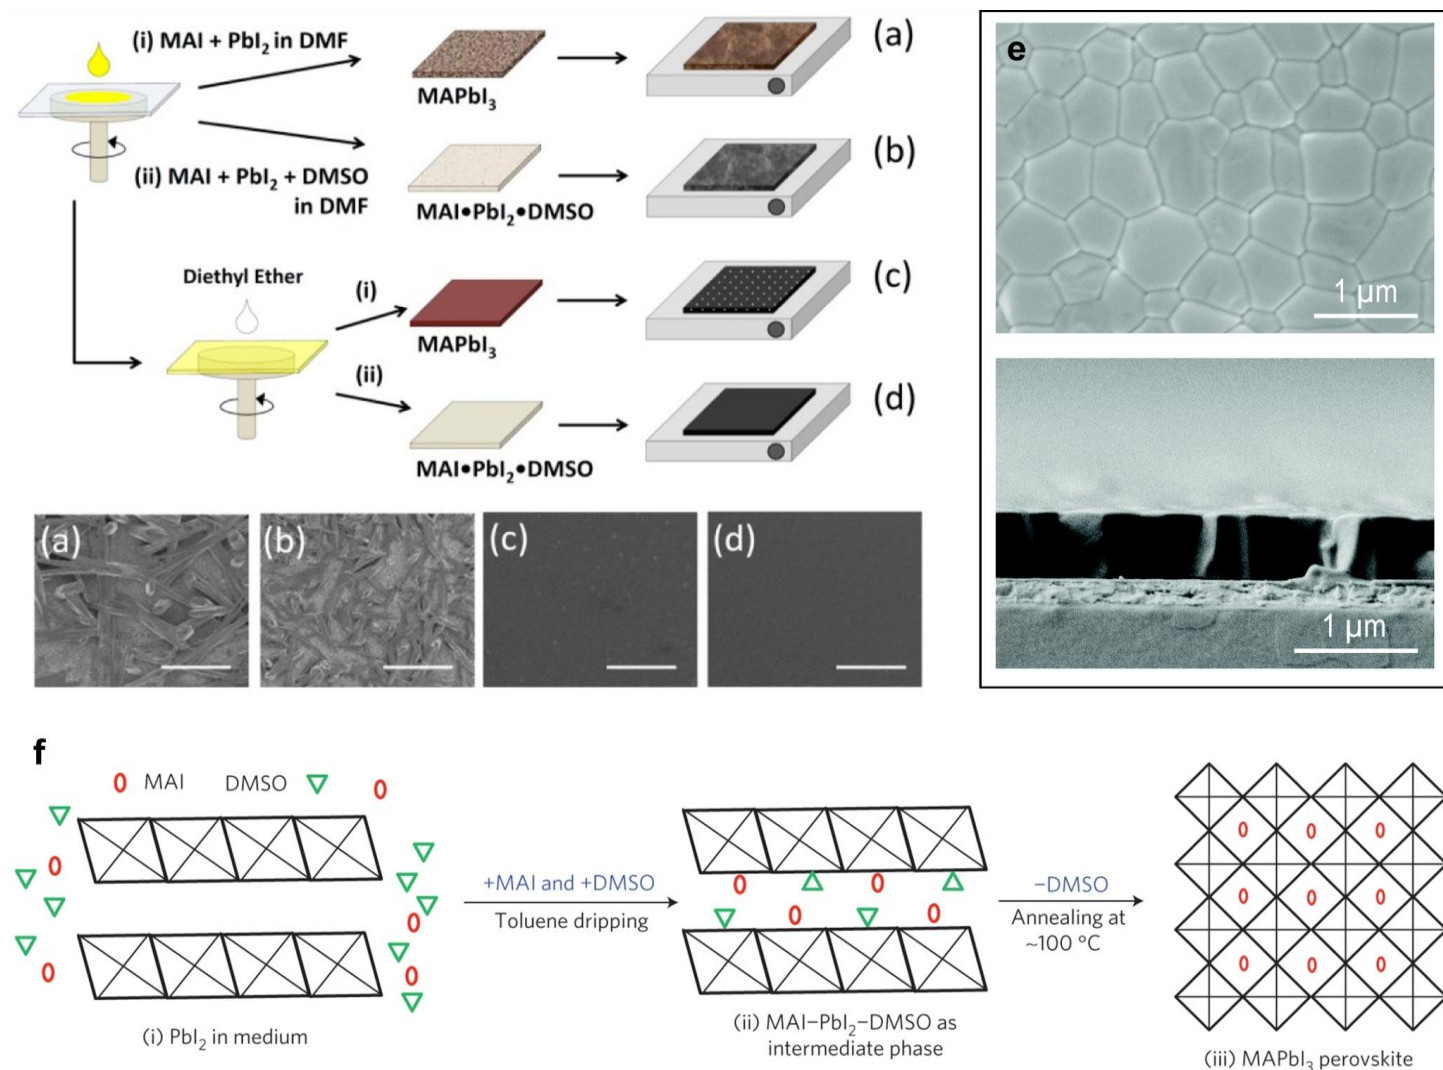 (i) MAI + PbI₂ in DMF
MAPbI₃
(a)
(ii) MAI + PbI₂ + DMSO
in DMF
MAI•PbI₂•DMSO
(b)
Diethyl Ether
(i)
MAPbI₃
(c)
(ii)
MAI•PbI₂•DMSO
(d)
(a)
(b)
(c)
(d)
e
1 µm
1 µm
f
MAI
DMSO
(i) PbI₂ in medium
+MAI and +DMSO
Toluene dripping
(ii) MAI–PbI₂–DMSO as
intermediate phase
–DMSO
Annealing at
~100 °C
(iii) MAPbI₃ perovskite